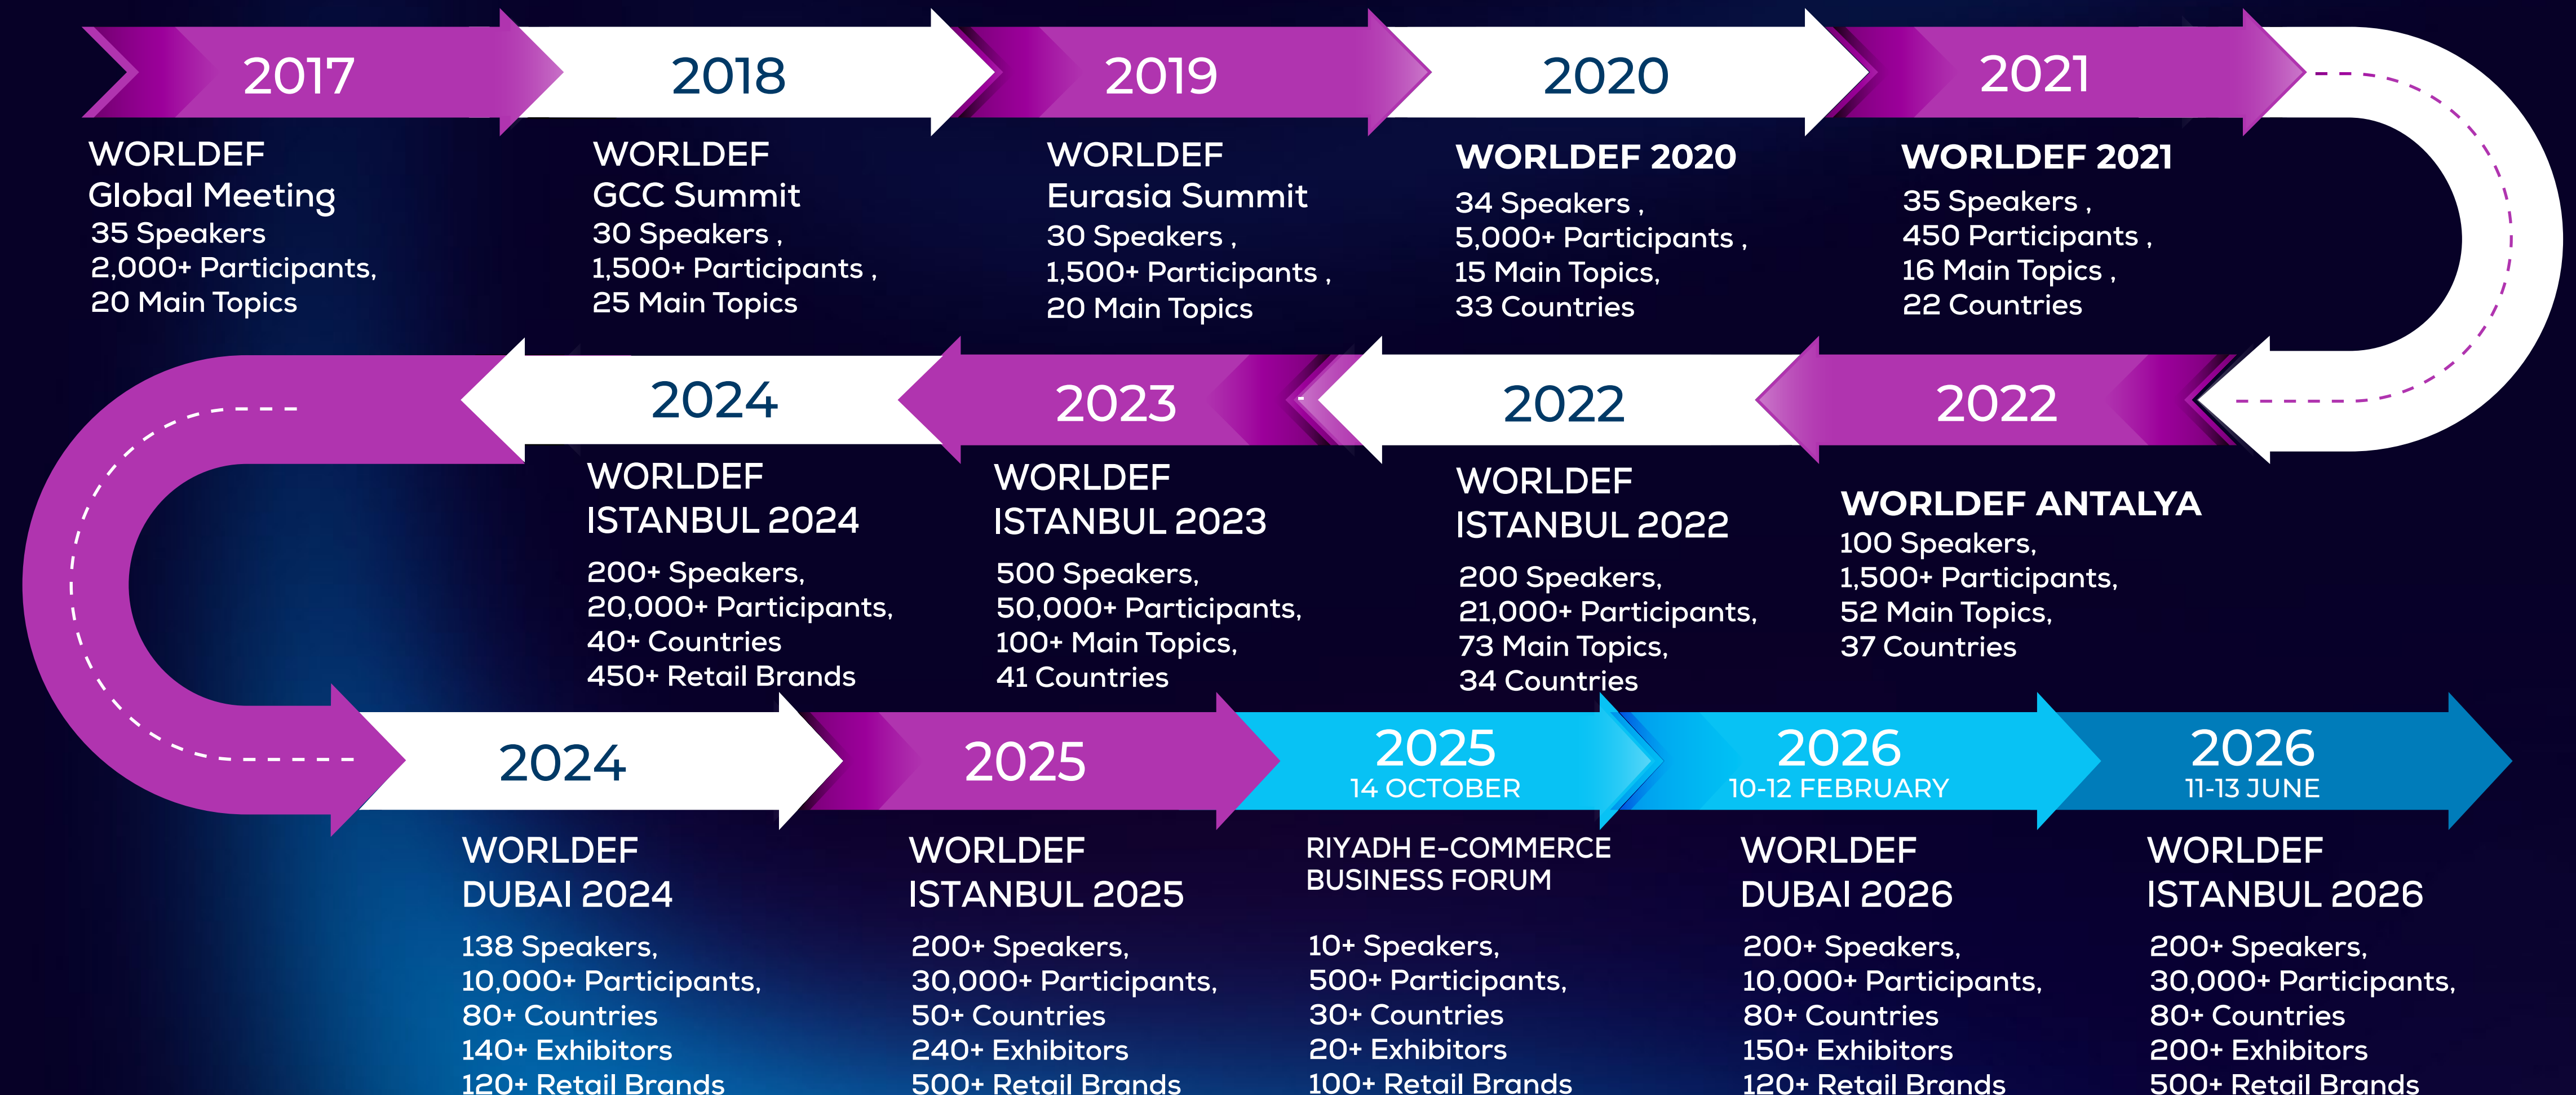 2017
WORLDEF
Global Meeting
35 Speakers
2,000+ Participants,
20 Main Topics
2018
WORLDEF
GCC Summit
30 Speakers ,
1,500+ Participants ,
25 Main Topics
2019
WORLDEF
Eurasia Summit
30 Speakers ,
1,500+ Participants ,
20 Main Topics
2020
WORLDEF 2020
34 Speakers ,
5,000+ Participants ,
15 Main Topics,
33 Countries
2021
WORLDEF 2021
35 Speakers ,
450 Participants ,
16 Main Topics ,
22 Countries
2022
WORLDEF ANTALYA
100 Speakers,
1,500+ Participants,
52 Main Topics,
37 Countries
2022
WORLDEF
ISTANBUL 2022
200 Speakers,
21,000+ Participants,
73 Main Topics,
34 Countries
2023
WORLDEF
ISTANBUL 2023
500 Speakers,
50,000+ Participants,
100+ Main Topics,
41 Countries
2024
WORLDEF
ISTANBUL 2024
200+ Speakers,
20,000+ Participants,
40+ Countries
450+ Retail Brands
2024
WORLDEF
DUBAI 2024
138 Speakers,
10,000+ Participants,
80+ Countries
140+ Exhibitors
120+ Retail Brands
2025
WORLDEF
ISTANBUL 2025
200+ Speakers,
30,000+ Participants,
50+ Countries
240+ Exhibitors
500+ Retail Brands
2025
14 OCTOBER
RIYADH E-COMMERCE
BUSINESS FORUM
10+ Speakers,
500+ Participants,
30+ Countries
20+ Exhibitors
100+ Retail Brands
2026
10-12 FEBRUARY
WORLDEF
DUBAI 2026
200+ Speakers,
10,000+ Participants,
80+ Countries
150+ Exhibitors
120+ Retail Brands
2026
11-13 JUNE
WORLDEF
ISTANBUL 2026
200+ Speakers,
30,000+ Participants,
80+ Countries
200+ Exhibitors
500+ Retail Brands